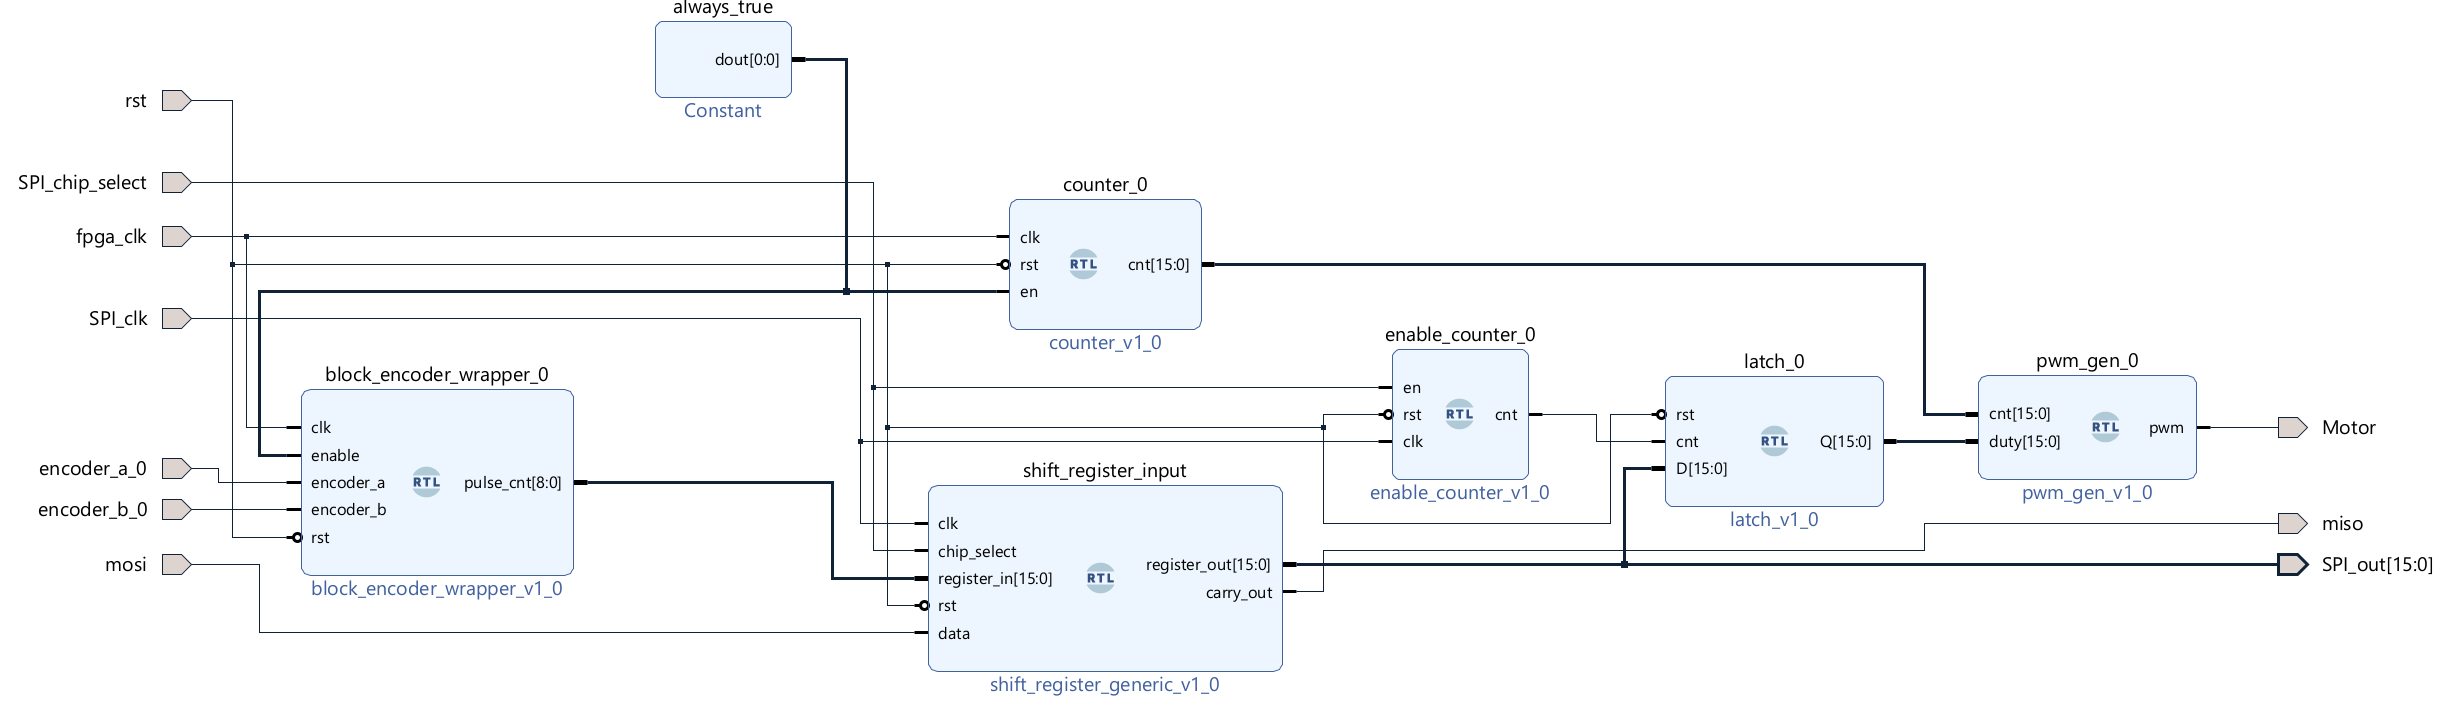 always_true
dout[0:0]
Constant
rst
SPI_chip_select
fpga_clk
SPI_clk
encoder_a_0
encoder_b_0
mosi
block_encoder_wrapper_0
clk
enable
encoder_a
encoder_b
rst
RTL
pulse_cnt[8:0]
block_encoder_wrapper_v1_0
counter_0
clk
rst
en
RTL
cnt[15:0]
counter_v1_0
shift_register_input
clk
chip_select
register_in[15:0]
rst
data
RTL
register_out[15:0]
carry_out
shift_register_generic_v1_0
enable_counter_0
en
rst
clk
RTL
cnt
enable_counter_v1_0
latch_0
rst
cnt
D[15:0]
RTL
Q[15:0]
latch_v1_0
pwm_gen_0
cnt[15:0]
duty[15:0]
RTL
pwm
pwm_gen_v1_0
Motor
miso
SPI_out[15:0]